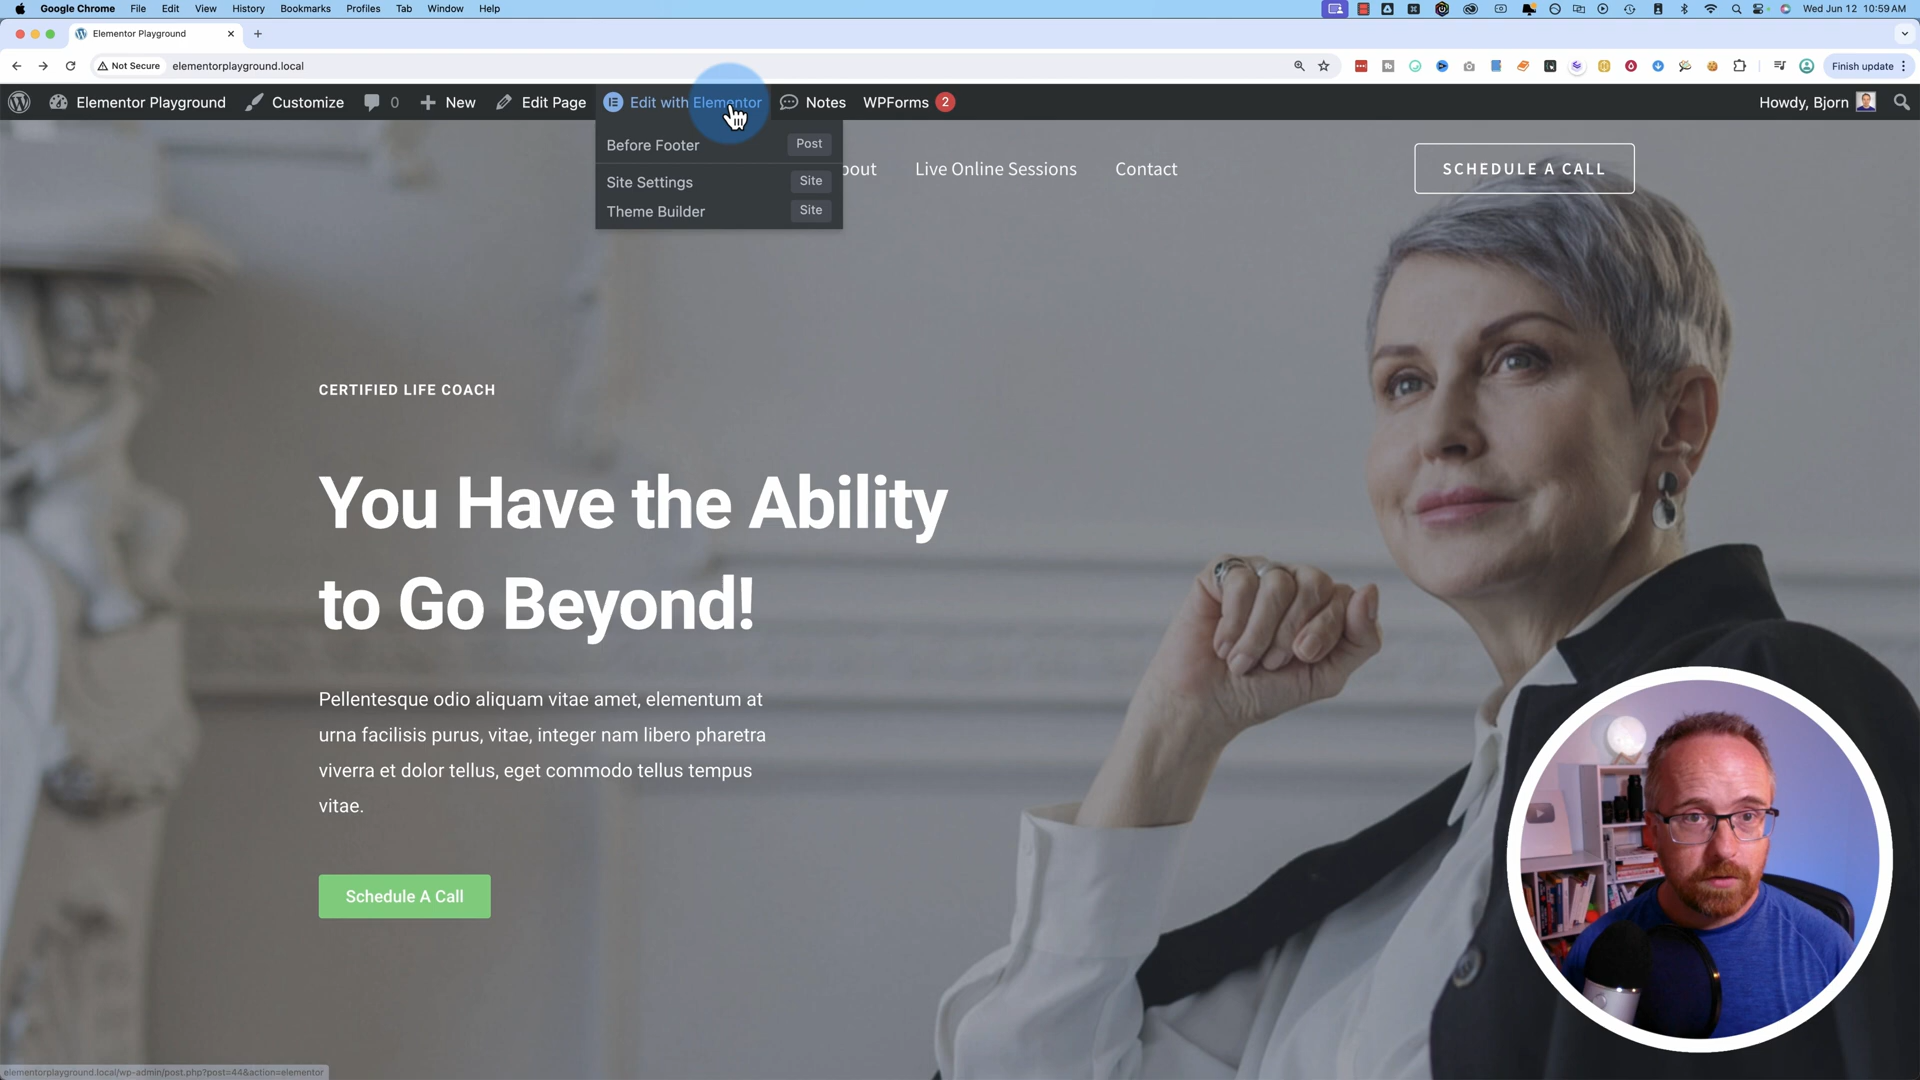 Google Chrome File Edit View History Bookmarks Profiles Tab Window Help Wed Jun 12 10:59 AM
Elementor Playground
Not Secure elementorplayground.local Finish update
Elementor Playground Customize 0 New Edit Page Edit with Elementor Notes WPForms 2 Howdy, Bjorn
Before Footer Post
Site Settings Site
Theme Builder Site
bout Live Online Sessions Contact SCHEDULE A CALL
CERTIFIED LIFE COACH
You Have the Ability
to Go Beyond!
Pellentesque odio aliquam vitae amet, elementum at
urna facilisis purus, vitae, integer nam libero pharetra
viverra et dolor tellus, eget commodo tellus tempus
vitae.
Schedule A Call
elementorplayground.local/wp-admin/post.php?post=44&action=elementor